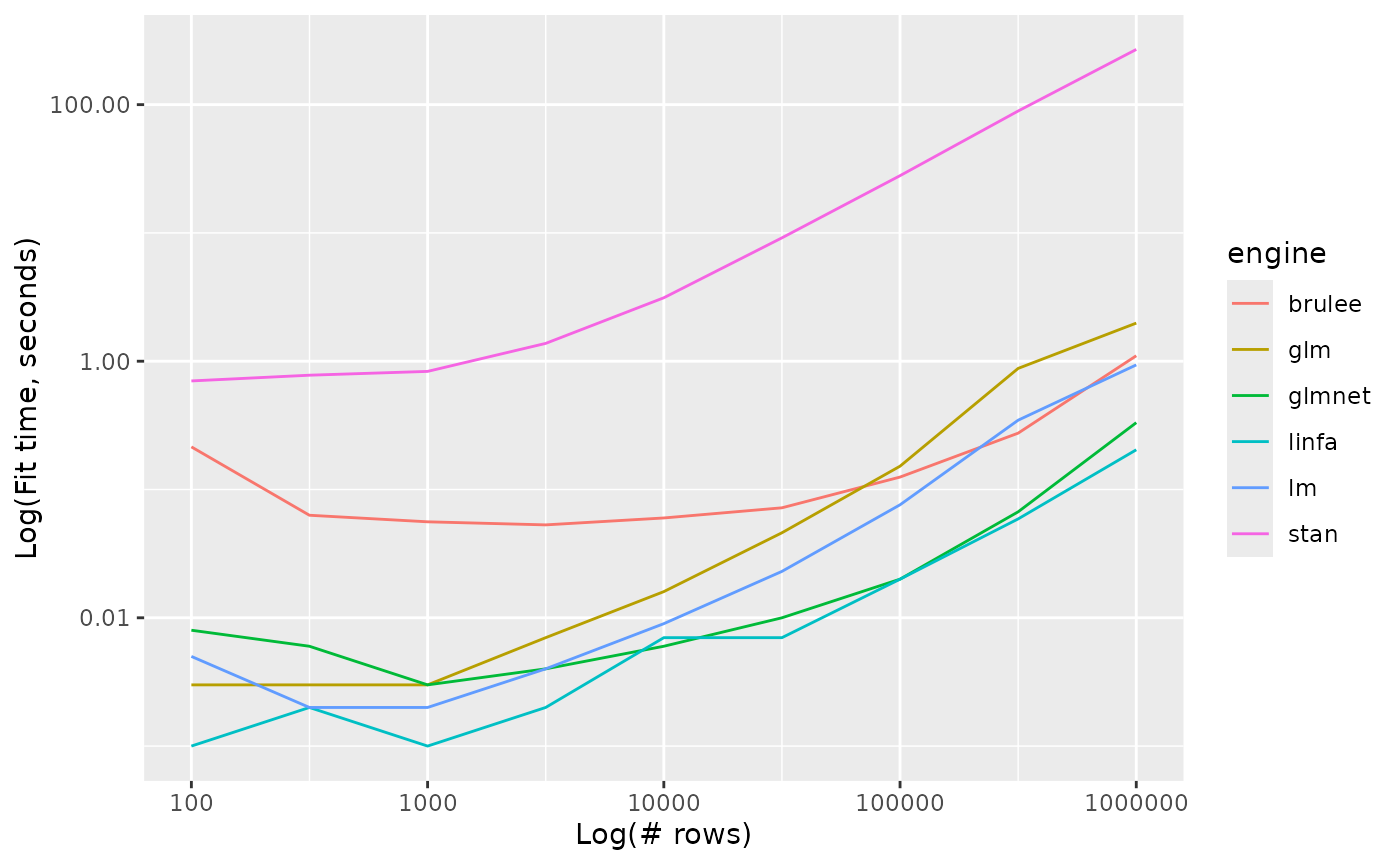 Log(Fit time, seconds)
100.00
1.00
0.01
100
1000
10000
100000
1000000
Log(# rows)
engine
brulee
glm
glmnet
linfa
lm
stan